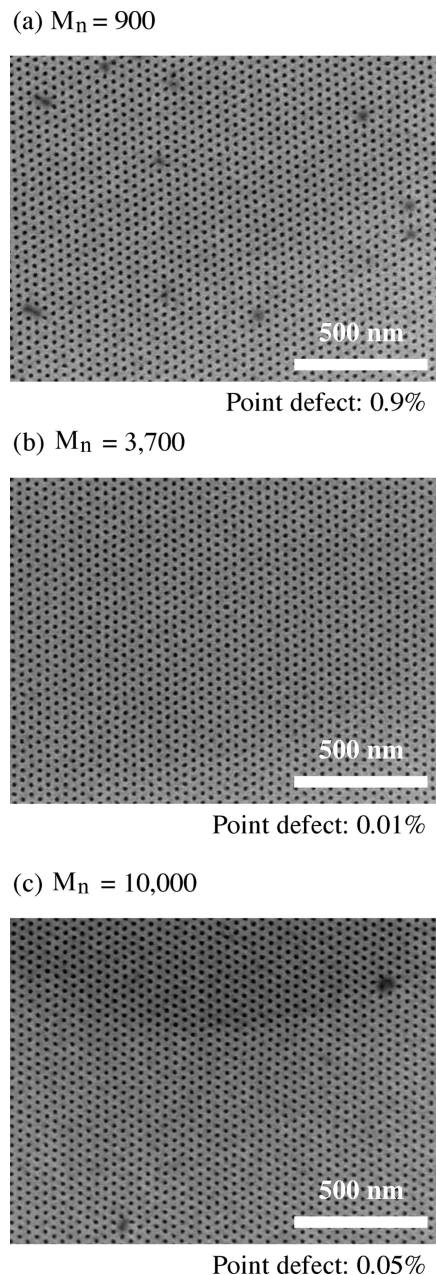 (a) Mn = 900
500 nm
Point defect: 0.9%
(b) Mn = 3,700
500 nm
Point defect: 0.01%
(c) Mn = 10,000
500 nm
Point defect: 0.05%